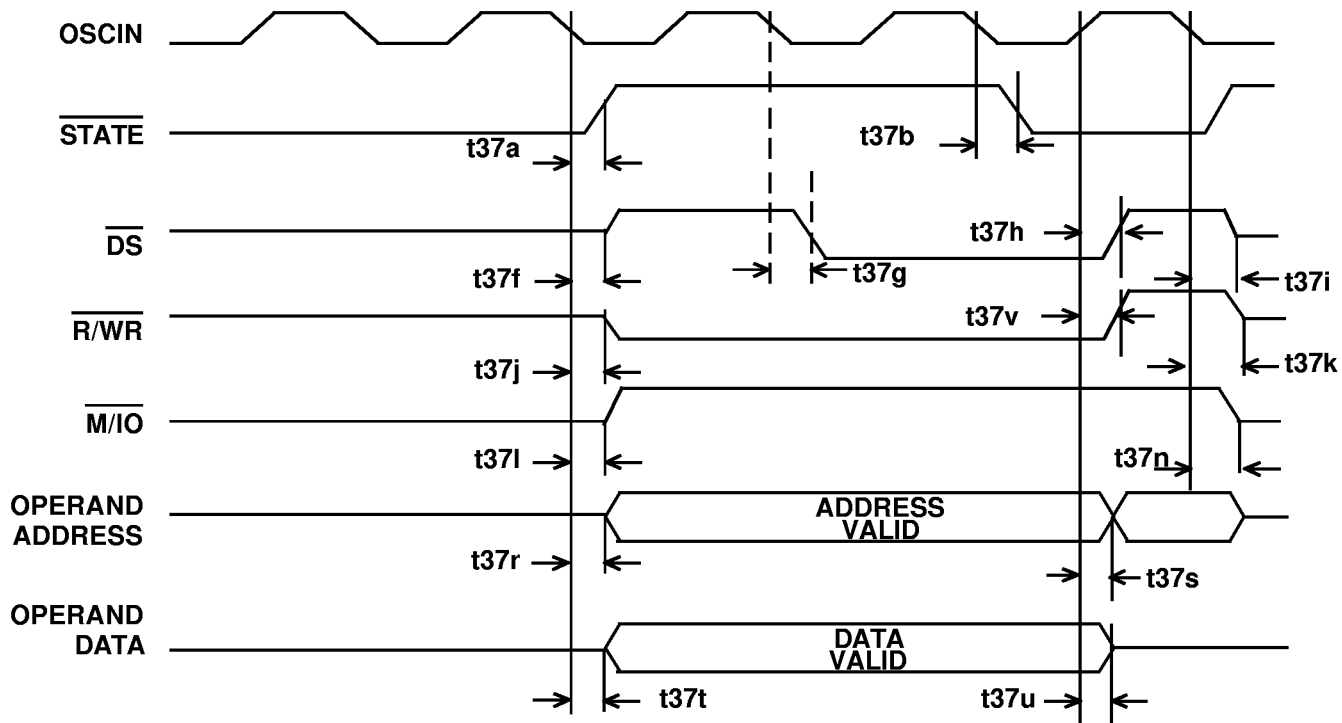 OSCIN
STATE
t37a
t37b
DS
t37f
t37g
t37h
t37i
R/WR
t37j
t37v
t37k
M/IO
t37l
t37n
OPERAND
ADDRESS
ADDRESS
VALID
t37r
t37s
OPERAND
DATA
DATA
VALID
t37t
t37u